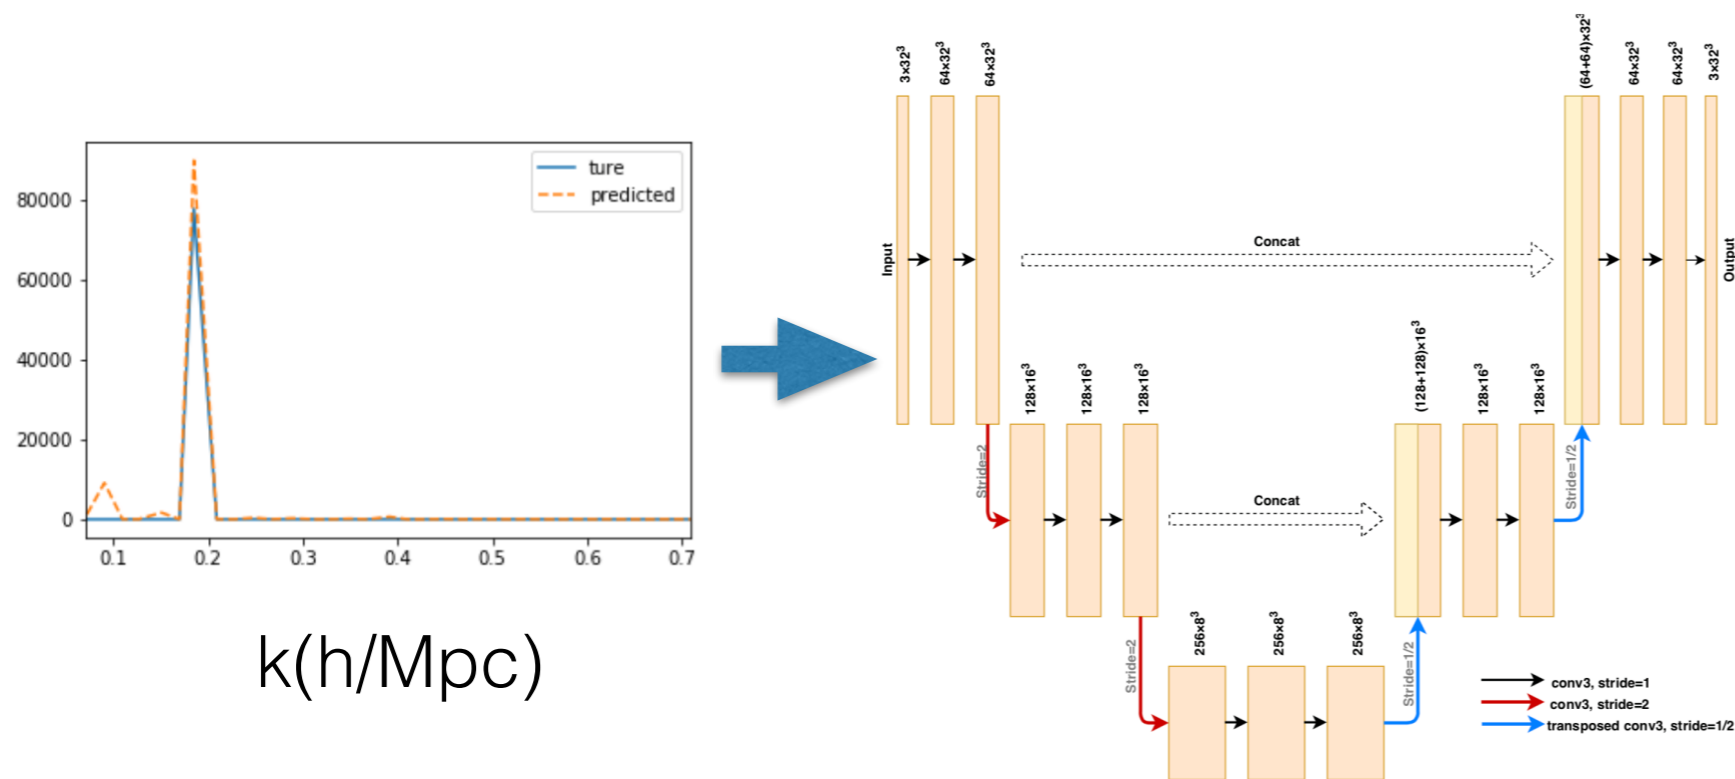 ture
predicted
80000
60000
40000
20000
0
0.1 0.2 0.3 0.4 0.5 0.6 0.7
k(h/Mpc)
3×32³
64×32³
64×32³
(64+64)×32³
64×32³
64×32³
3×32³
Input
Concat
Output
Stride=2
128×16³
128×16³
128×16³
(128+128)×16³
128×16³
128×16³
Stride=1/2
Concat
Stride=2
256×8³
256×8³
256×8³
Stride=1/2
conv3, stride=1
conv3, stride=2
transposed conv3, stride=1/2